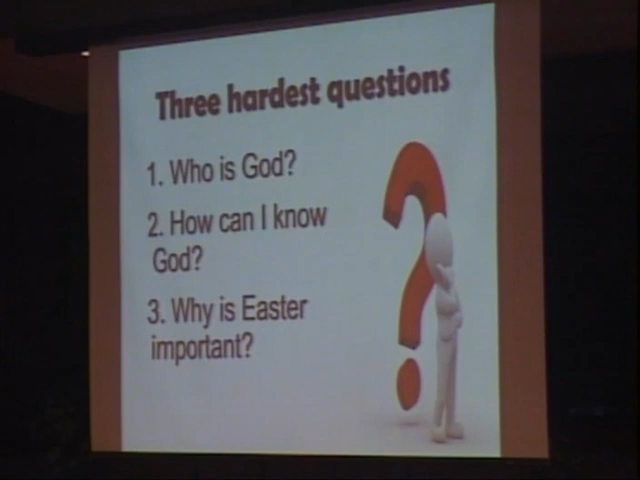 Three hardest questions
1. Who is God?
2. How can I know
God?
3. Why is Easter
important?